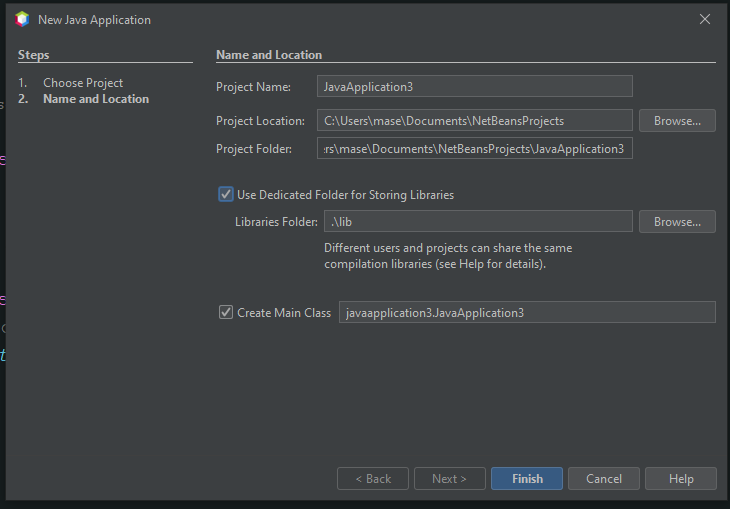 New Java Application
Steps
1. Choose Project
2. Name and Location
Name and Location
Project Name: JavaApplication3
Project Location: C:\Users\mase\Documents\NetBeansProjects Browse...
Project Folder: ers\mase\Documents\NetBeansProjects\JavaApplication3
Use Dedicated Folder for Storing Libraries
Libraries Folder: .\lib Browse...
Different users and projects can share the same
compilation libraries (see Help for details).
Create Main Class javaapplication3.JavaApplication3
< Back Next > Finish Cancel Help